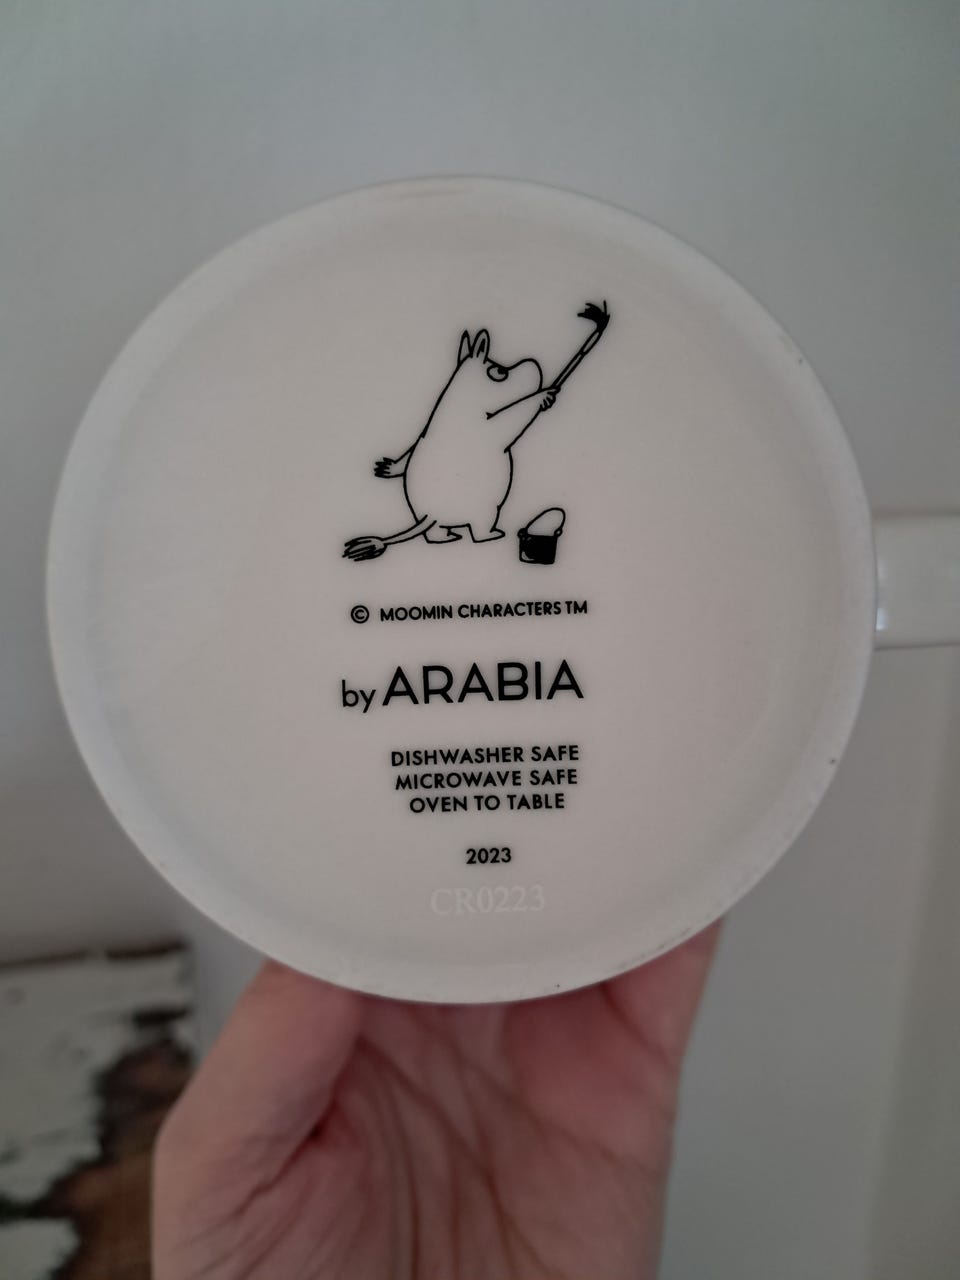 © MOOMIN CHARACTERS TM
by ARABIA
DISHWASHER SAFE
MICROWAVE SAFE
OVEN TO TABLE
2023
CR0223